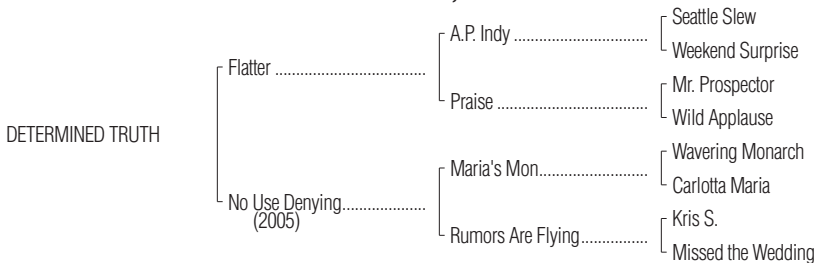 Seattle Slew
A.P. Indy ................................
Weekend Surprise
Flatter ....................................
Mr. Prospector
Praise ....................................
Wild Applause
DETERMINED TRUTH
Wavering Monarch
Maria's Mon..........................
Carlotta Maria
No Use Denying....................
(2005)
Kris S.
Rumors Are Flying................
Missed the Wedding